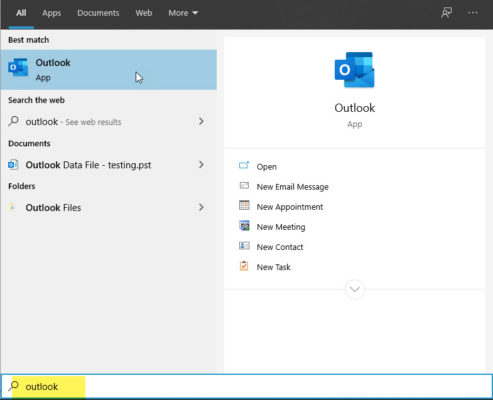 All Apps Documents Web More
Best match
Outlook
App
Search the web
outlook - See web results
Documents
Outlook Data File - testing.pst
Folders
Outlook Files
Outlook
App
Open
New Email Message
New Appointment
New Meeting
New Contact
New Task
outlook